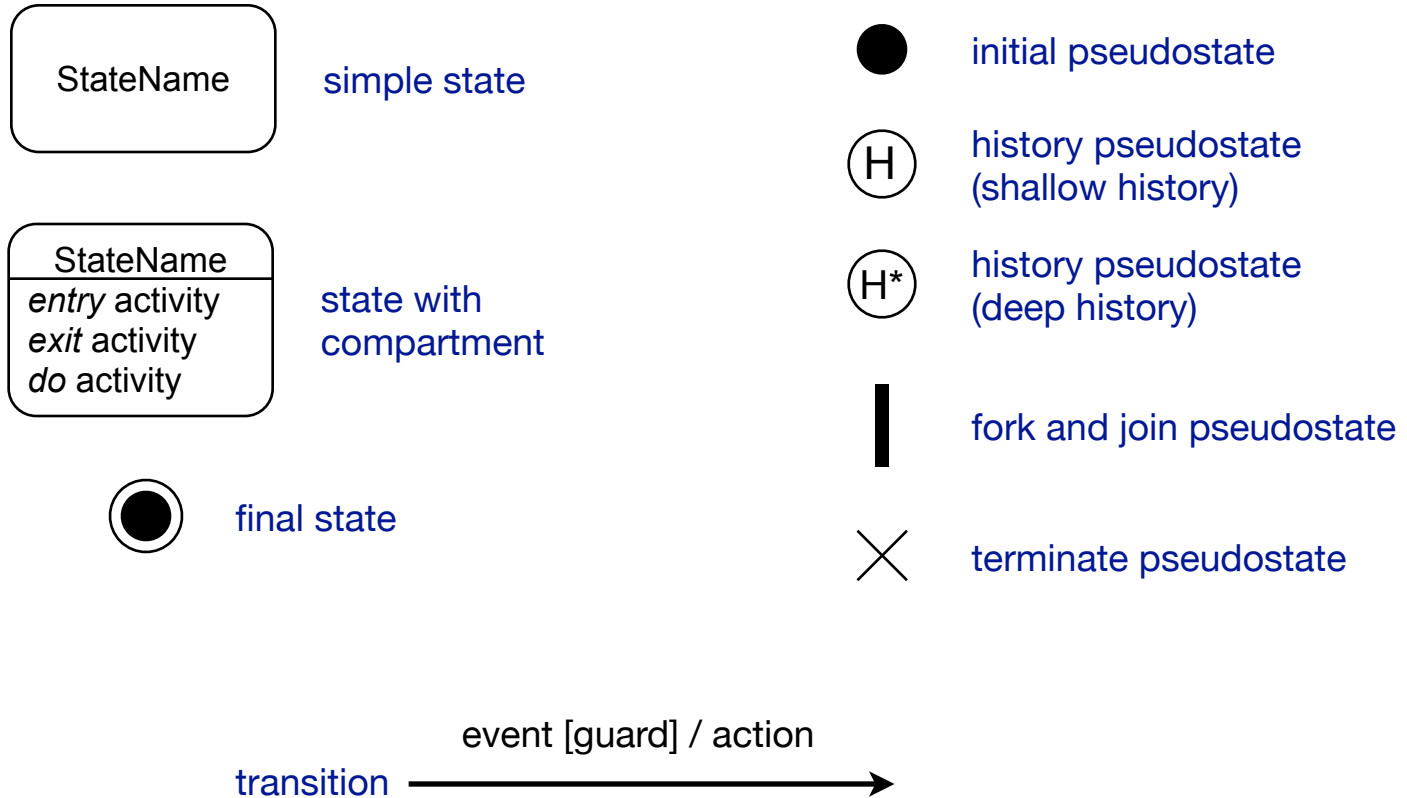 StateName
simple state
StateName
entry activity
exit activity
do activity
state with
compartment
final state
initial pseudostate
H
history pseudostate
(shallow history)
H*
history pseudostate
(deep history)
fork and join pseudostate
terminate pseudostate
event [guard] / action
transition